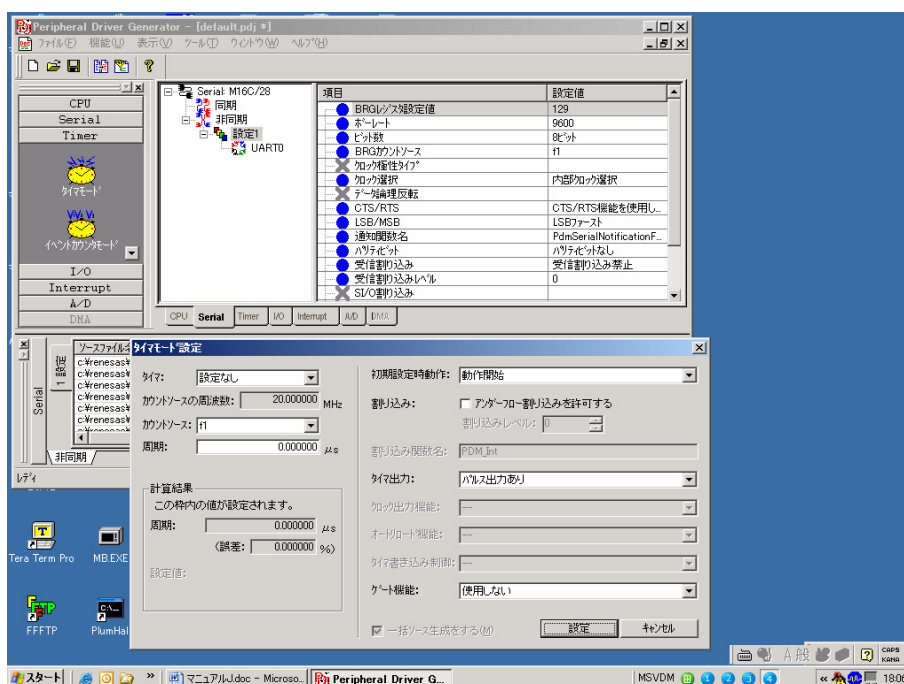 Peripheral Driver Generator - [default.pdj *]
ファイル(F) 機能(U) 表示(V) ツール(T) ウィンドウ(W) ヘルプ(H)
CPU
Serial
Timer
タイマモード
イベントカウンタモード
I/O
Interrupt
A/D
DMA
Serial: M16C/28
同期
非同期
設定1
UART0
項目 設定値
BRGレジスタ設定値 129
ボーレート 9600
ビット数 8ビット
BRGカウントソース f1
クロック極性タイプ
クロック選択 内部クロック選択
データ論理反転
CTS/RTS CTS/RTS機能を使用し...
LSB/MSB LSBファースト
通知関数名 PdmSerialNotificationF...
パリティビット パリティビットなし
受信割り込み 受信割り込み禁止
受信割り込みレベル 0
SI/O割り込み
CPU Serial Timer I/O Interrupt A/D DMA
Serial
設定1
ソースファイル
c:¥renesas¥
c:¥renesas¥
c:¥renesas¥
c:¥renesas¥
c:¥renesas¥
非同期
レディ
タイマモード設定
タイマ: 設定なし
カウントソースの周波数: 20.000000 MHz
カウントソース: f1
周期: 0.000000 μs
計算結果
この枠内の値が設定されます。
周期: 0.000000 μs
(誤差: 0.000000 %)
設定値:
初期設定時動作: 動作開始
割り込み: アンダーフロー割り込みを許可する
割り込みレベル: 0
割り込み関数名: PDM_Int
タイマ出力: パルス出力あり
クロック出力機能: --
オートリロード機能: --
タイマ書き込み制御: --
ゲート機能: 使用しない
一括ソース生成をする(M)
設定 キャンセル
Tera Term Pro
MB.EXE
FFFTP
PlumHal
A 般 CAPS KANA
スタート
マニュアルJ.doc - Microso...
Peripheral Driver G...
MSVDM 1 2 3 4
18:06